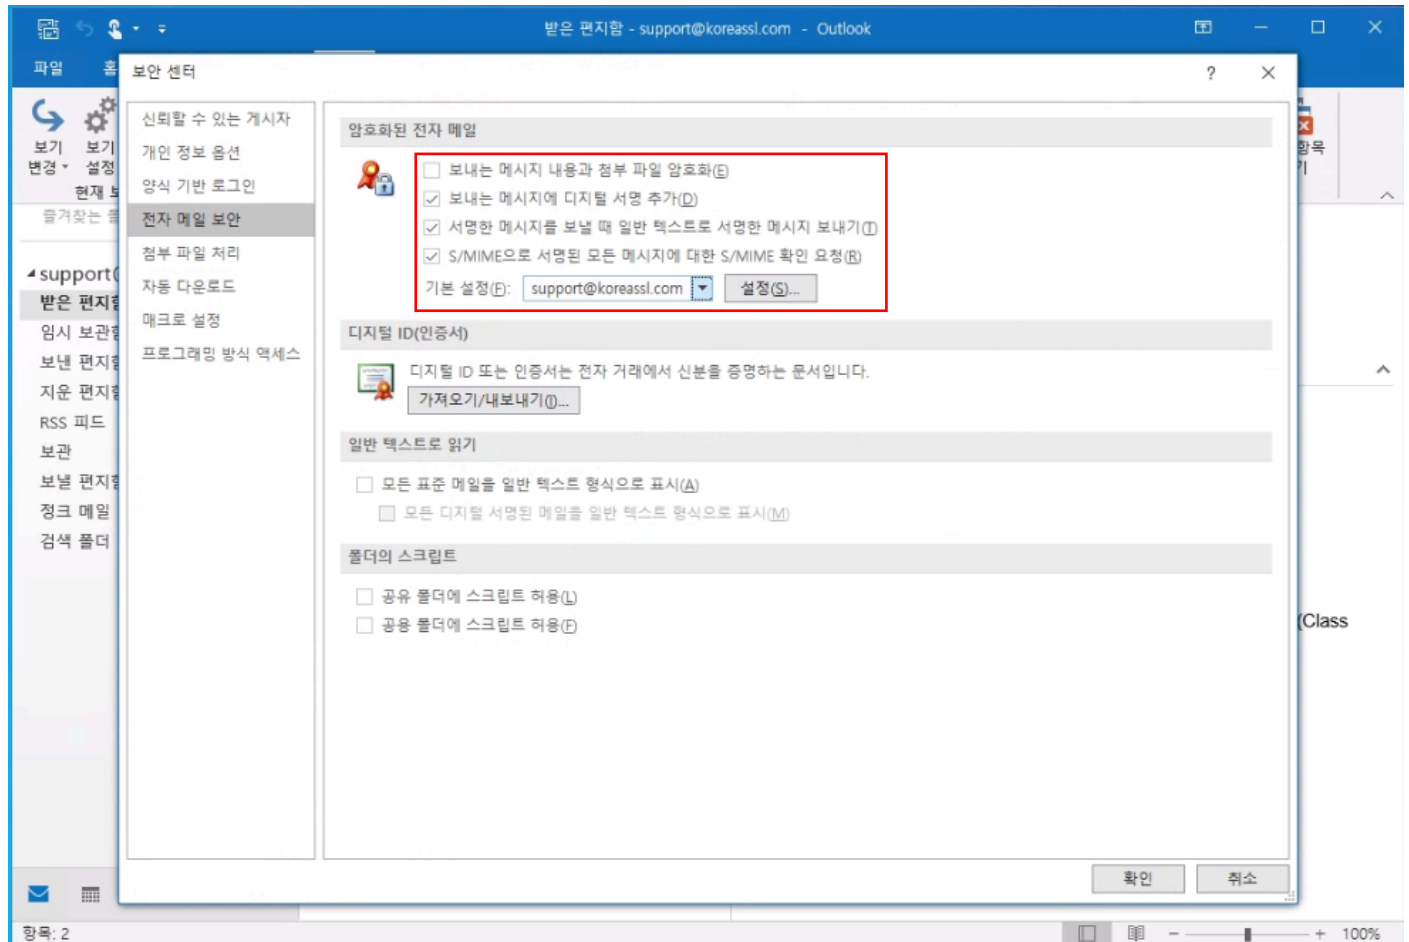 받은 편지함 - support@koreassl.com - Outlook
파일 홈
보안 센터
?
보기 변경
보기 설정
현재 보
즐겨찾는
support@
받은 편지함
임시 보관함
보낸 편지함
지운 편지함
RSS 피드
보관
보낼 편지함
정크 메일
검색 폴더
신뢰할 수 있는 게시자
개인 정보 옵션
양식 기반 로그인
전자 메일 보안
첨부 파일 처리
자동 다운로드
매크로 설정
프로그래밍 방식 액세스
암호화된 전자 메일
보내는 메시지 내용과 첨부 파일 암호화(E)
보내는 메시지에 디지털 서명 추가(D)
서명한 메시지를 보낼 때 일반 텍스트로 서명한 메시지 보내기(T)
S/MIME으로 서명된 모든 메시지에 대한 S/MIME 확인 요청(R)
기본 설정(F): support@koreassl.com 설정(S)...
디지털 ID(인증서)
디지털 ID 또는 인증서는 전자 거래에서 신분을 증명하는 문서입니다.
가져오기/내보내기(I)...
일반 텍스트로 읽기
모든 표준 메일을 일반 텍스트 형식으로 표시(A)
모든 디지털 서명된 메일을 일반 텍스트 형식으로 표시(M)
폴더의 스크립트
공유 폴더에 스크립트 허용(L)
공용 폴더에 스크립트 허용(F)
항목
기
(Class
확인 취소
항목: 2
100%